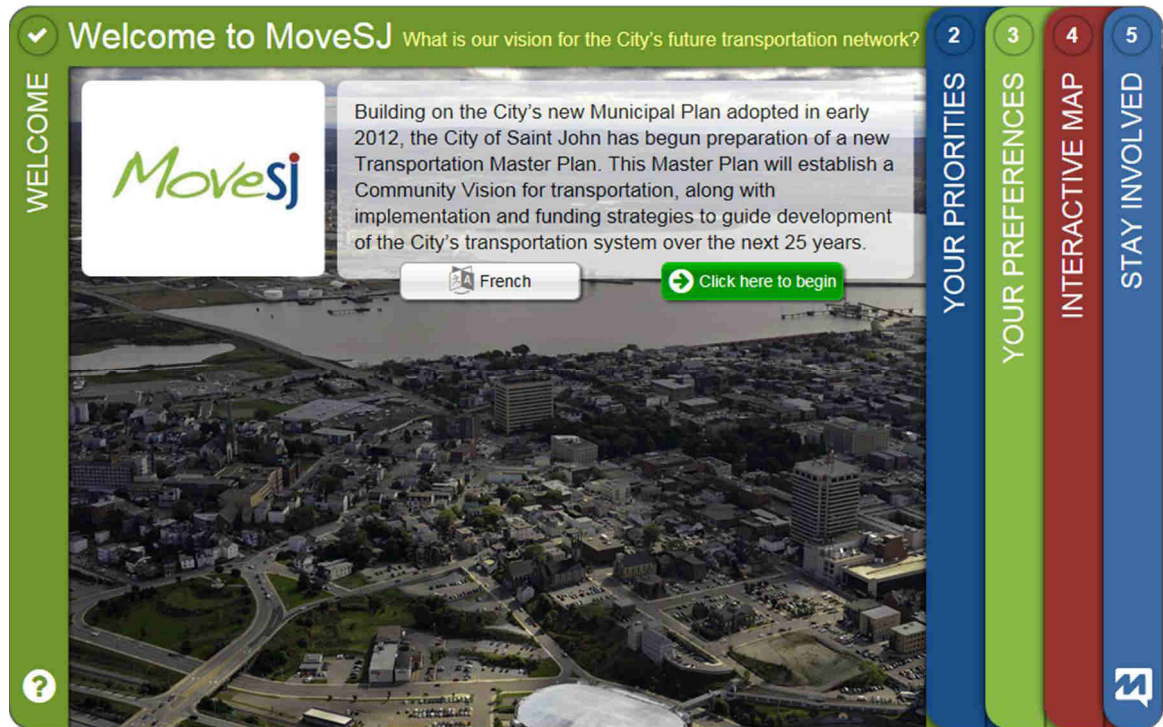 Welcome to MoveSJ What is our vision for the City's future transportation network?
WELCOME
MoveSJ
Building on the City's new Municipal Plan adopted in early
2012, the City of Saint John has begun preparation of a new
Transportation Master Plan. This Master Plan will establish a
Community Vision for transportation, along with
implementation and funding strategies to guide development
of the City's transportation system over the next 25 years.
French
Click here to begin
2
YOUR PRIORITIES
3
YOUR PREFERENCES
4
INTERACTIVE MAP
5
STAY INVOLVED
?